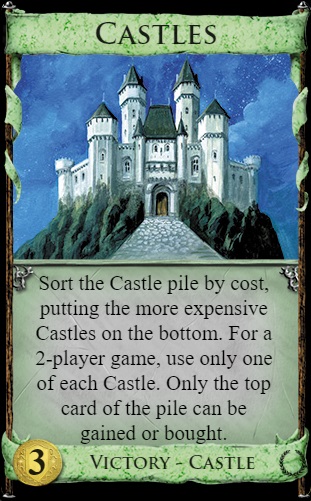 CASTLES
Sort the Castle pile by cost,
putting the more expensive
Castles on the bottom. For a
2-player game, use only one
of each Castle. Only the top
card of the pile can be
gained or bought.
3
VICTORY - CASTLE